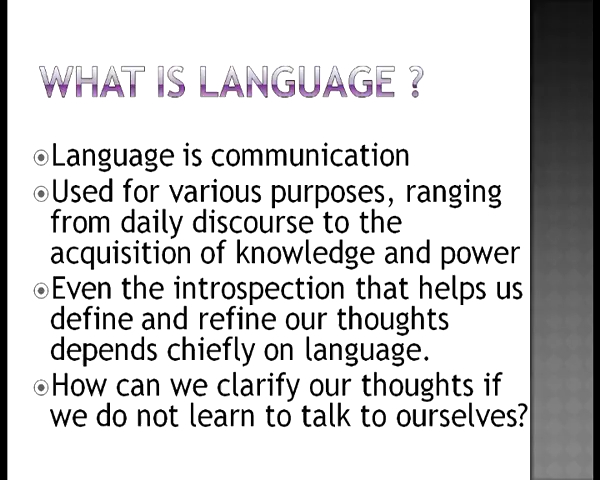 WHAT IS LANGUAGE ?
Language is communication
Used for various purposes, ranging
from daily discourse to the
acquisition of knowledge and power
Even the introspection that helps us
define and refine our thoughts
depends chiefly on language.
How can we clarify our thoughts if
we do not learn to talk to ourselves?